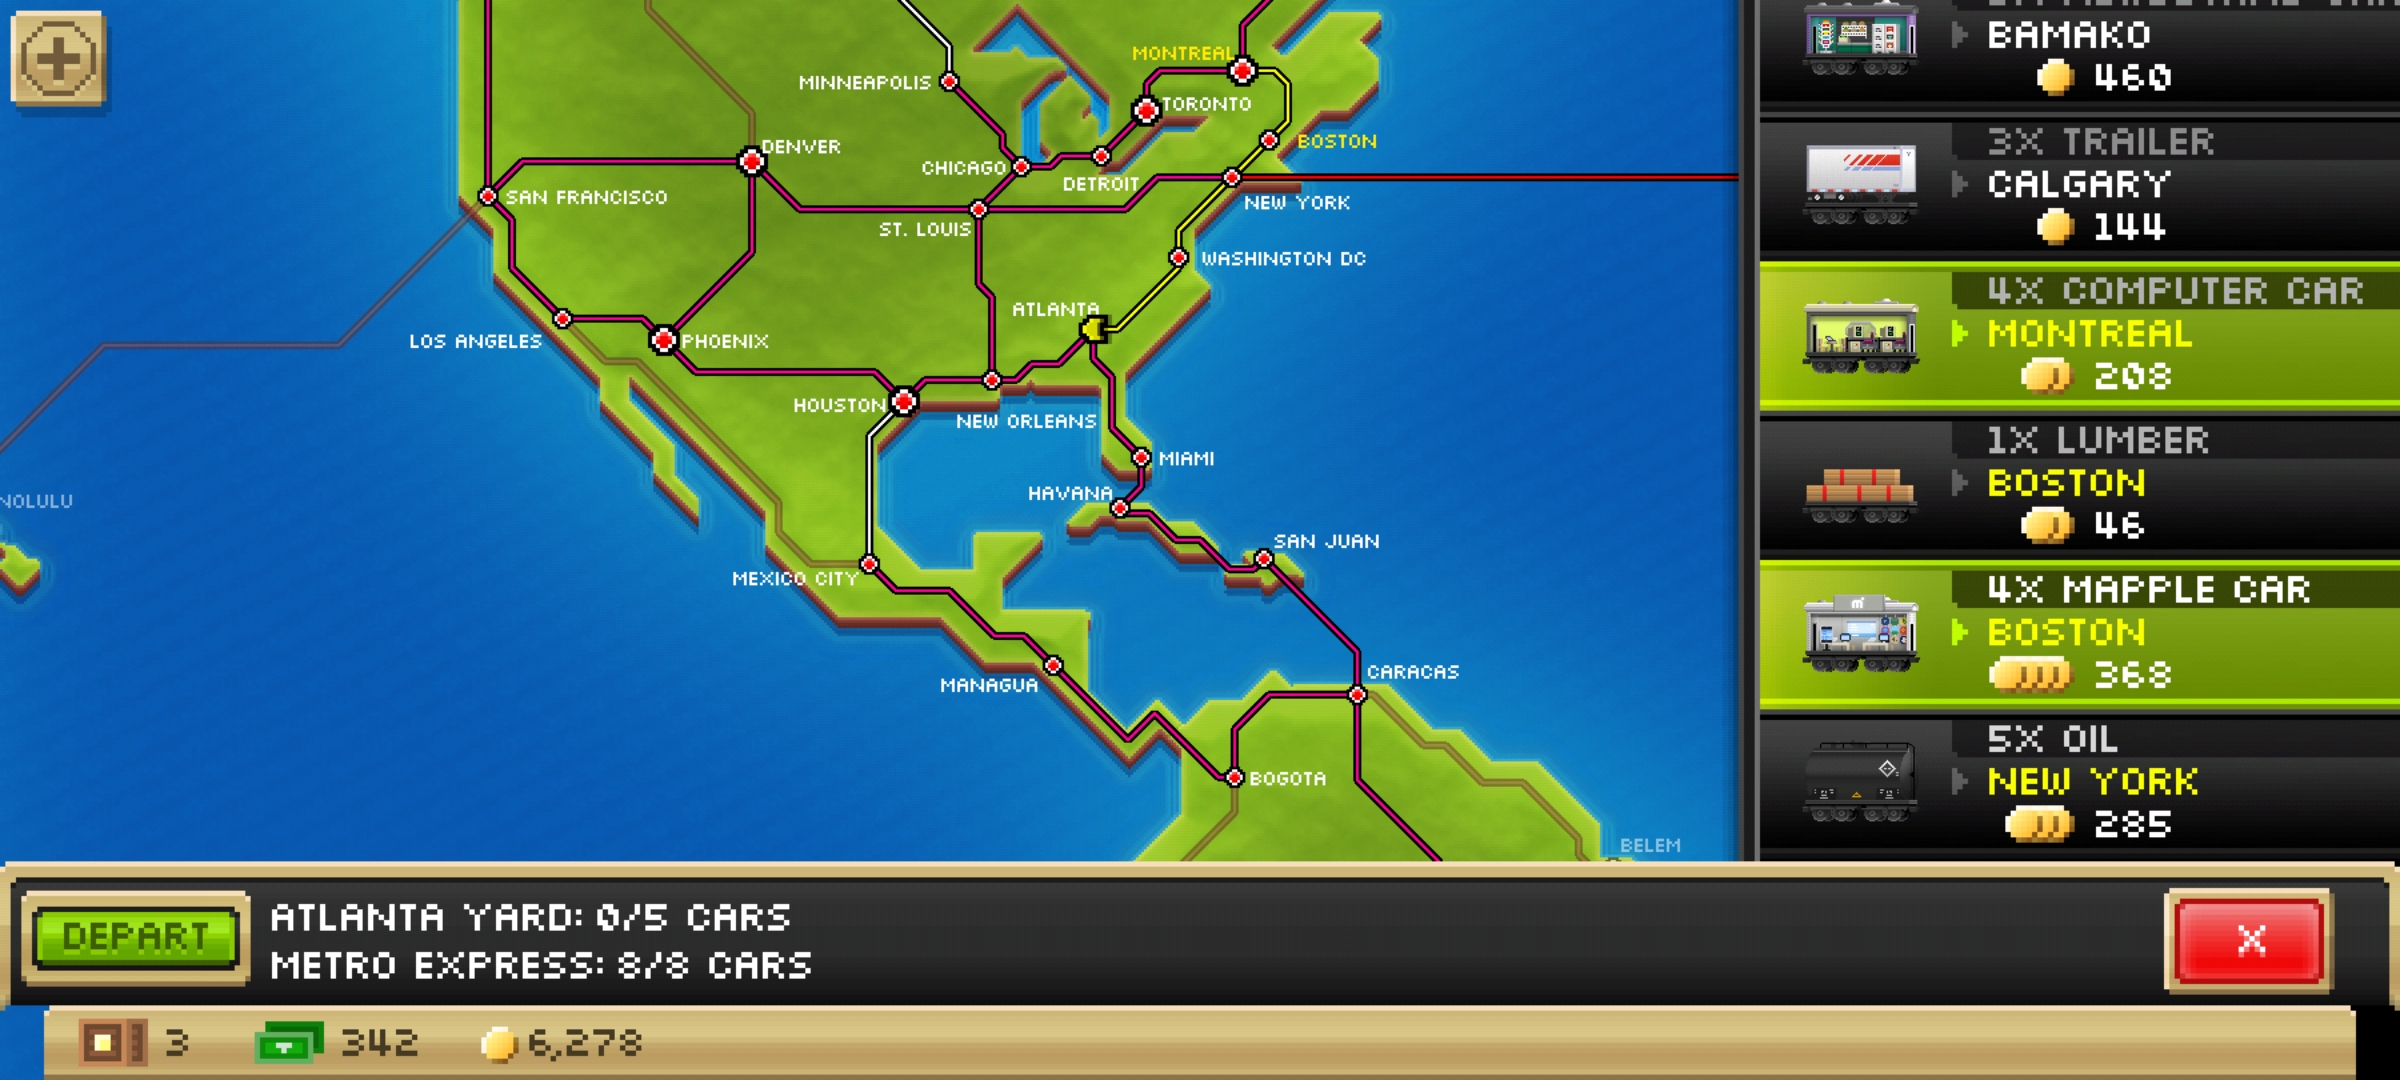 MONTREAL
MINNEAPOLIS
TORONTO
BOSTON
DENVER
CHICAGO
DETROIT
SAN FRANCISCO
NEW YORK
ST. LOUIS
WASHINGTON DC
ATLANTA
LOS ANGELES
PHOENIX
HOUSTON
NEW ORLEANS
MIAMI
HAVANA
NOLULU
SAN JUAN
MEXICO CITY
CARACAS
MANAGUA
BOGOTA
BELEM
BAMAKO
460
3X TRAILER
CALGARY
144
4X COMPUTER CAR
MONTREAL
208
1X LUMBER
BOSTON
46
4X MAPPLE CAR
BOSTON
368
5X OIL
NEW YORK
285
DEPART
ATLANTA YARD: 0/5 CARS
METRO EXPRESS: 8/8 CARS
X
3
342
6,278